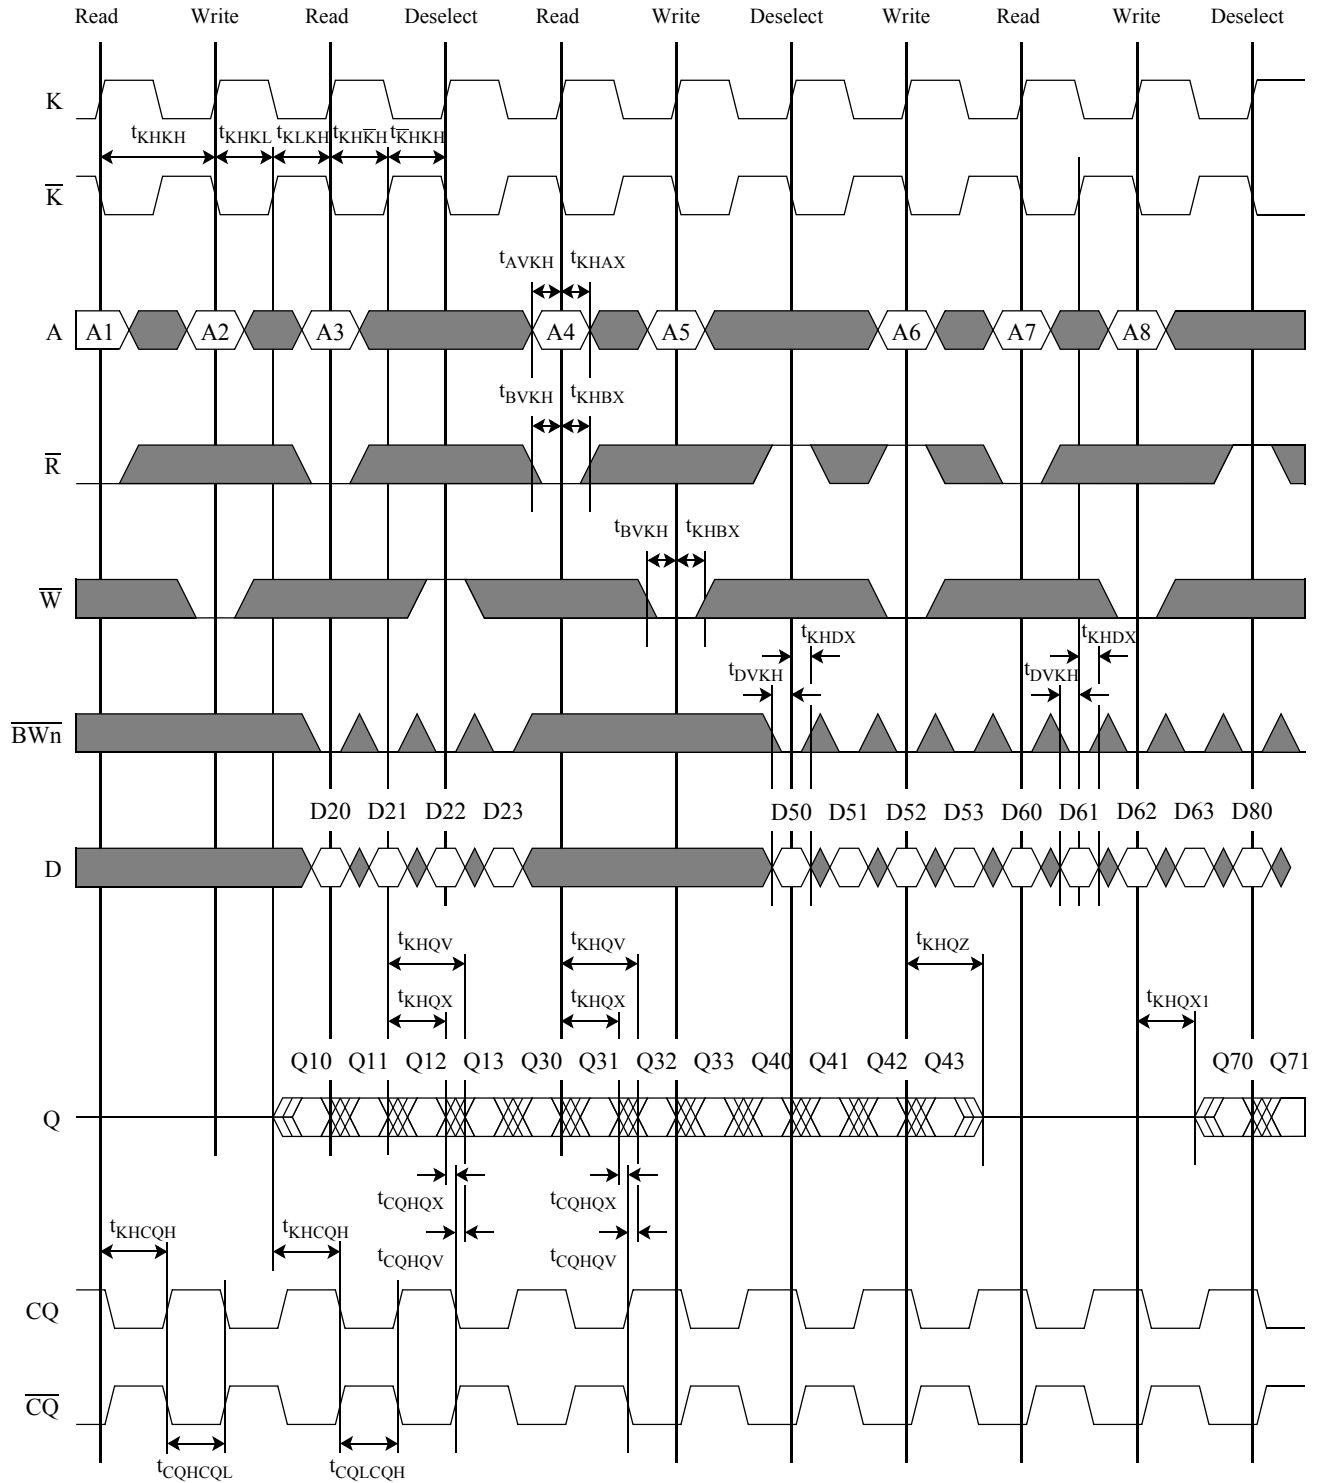 Read Write Read Deselect Read Write Deselect Write Read Write Deselect
K
tKHKH tKHKL tKLKH tKHK̅H tK̅HKH
K̅
tAVKH tKHAX
A A1 A2 A3 A4 A5 A6 A7 A8
tBVKH tKHBX
R̅
tBVKH tKHBX
W̅
tKHDX tKHDX
tDVKH tDVKH
B̅W̅n̅
D20 D21 D22 D23 D50 D51 D52 D53 D60 D61 D62 D63 D80
D
tKHQV tKHQV tKHQZ
tKHQX tKHQX tKHQX1
Q10 Q11 Q12 Q13 Q30 Q31 Q32 Q33 Q40 Q41 Q42 Q43 Q70 Q71
Q
tCQHQX tCQHQX
tKHCQH tKHCQH
tCQHQV tCQHQV
CQ
C̅Q̅
tCQHCQL tCQLCQH